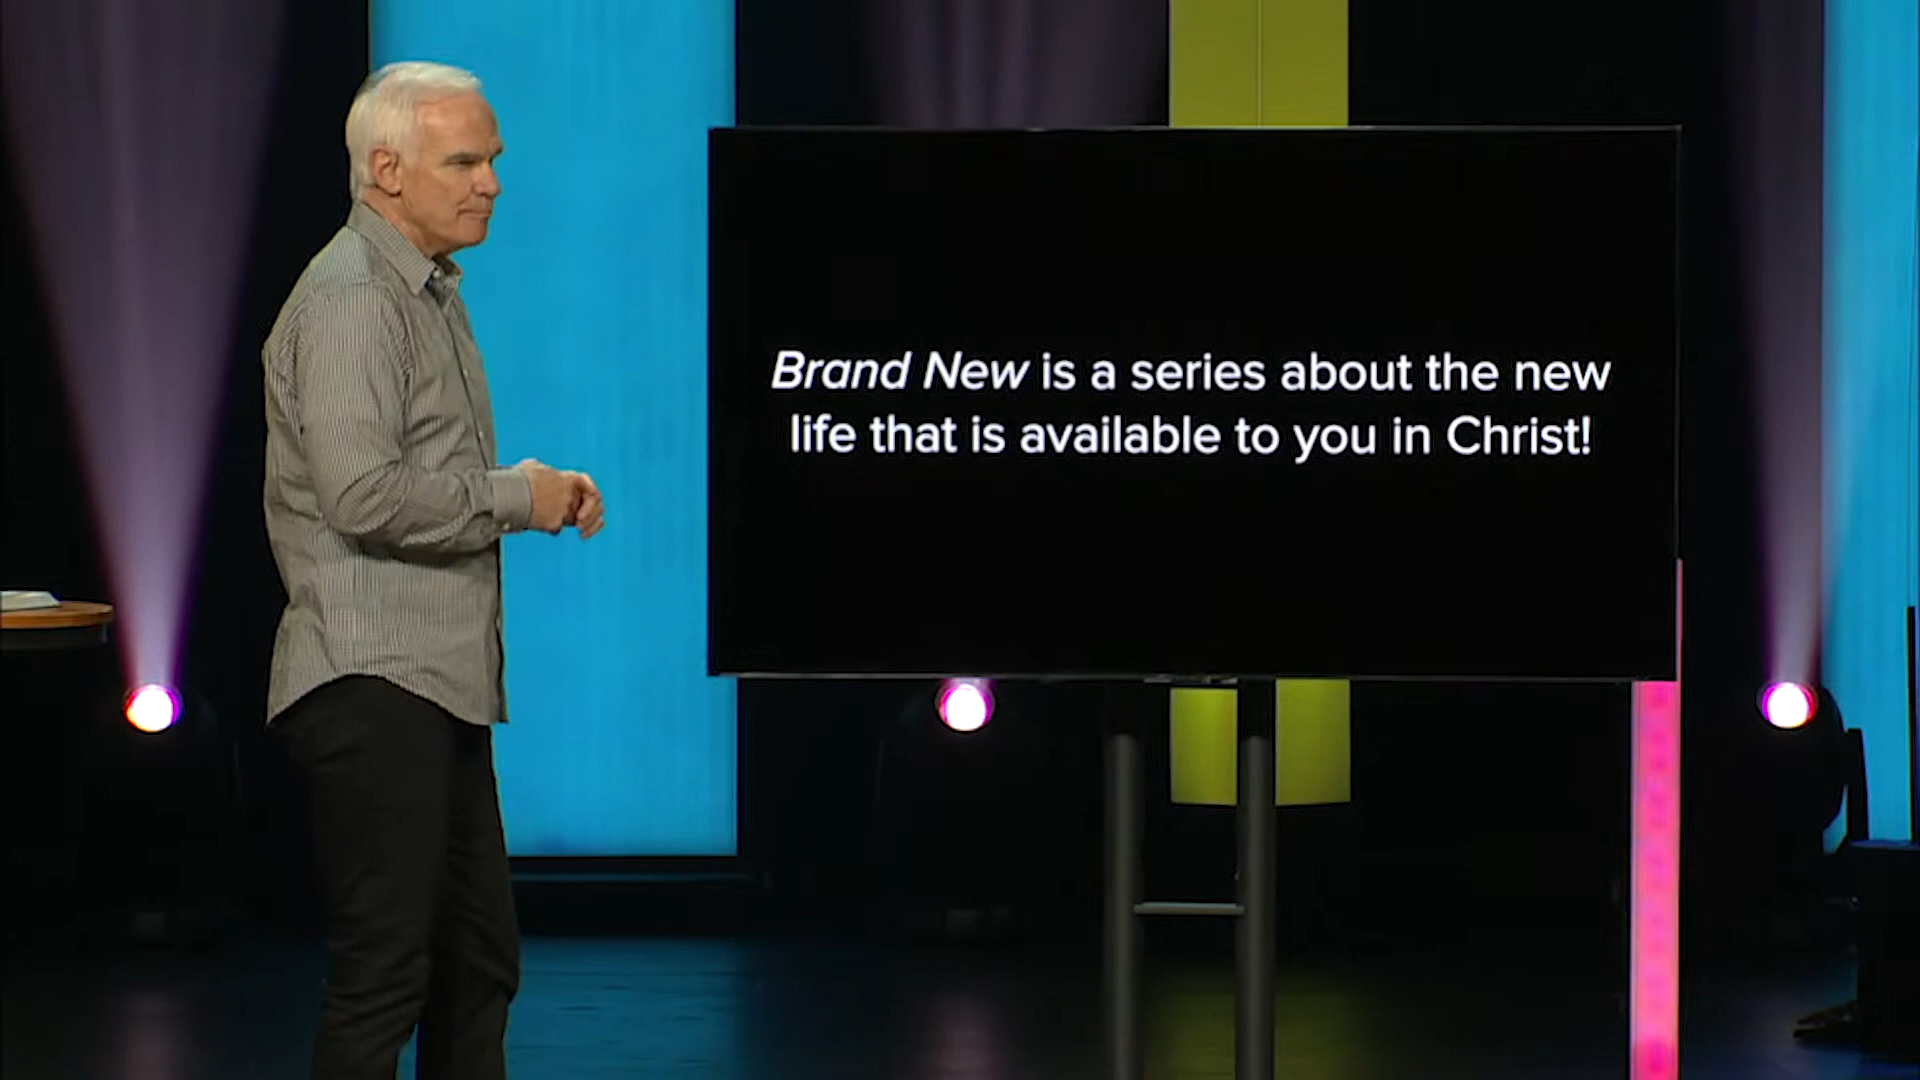 Brand New is a series about the new
life that is available to you in Christ!